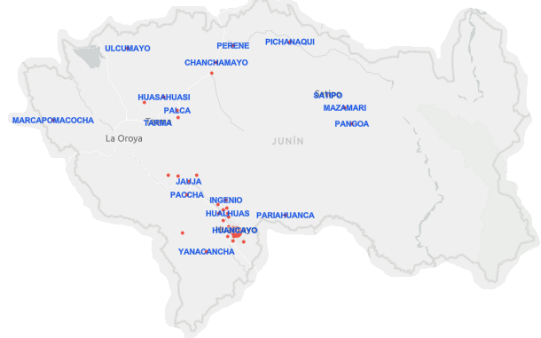 ULCUMAYO
PERENE
PICHANAQUI
CHANCHAMAYO
HUASAHUASI
SATIPO
MAZAMARI
PALCA
MARCAPOMACOCHA
TARMA
PANGOA
La Oroya
JUNÍN
JAUJA
PACCHA
INGENIO
HUALHUAS
PARIAHUANCA
HUANCAYO
YANACANCHA